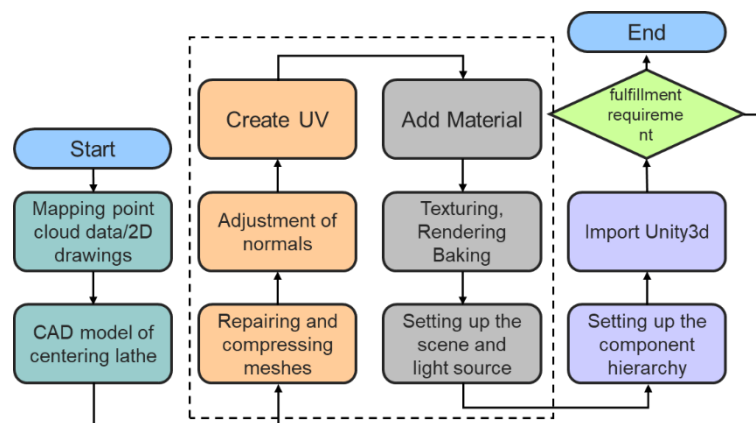 Start
Mapping point
cloud data/2D
drawings
CAD model of
centering lathe
Repairing and
compressing
meshes
Adjustment of
normals
Create UV
Add Material
Texturing,
Rendering
Baking
Setting up the
scene and
light source
Setting up the
component
hierarchy
Import Unity3d
fulfillment
requireme
nt
End